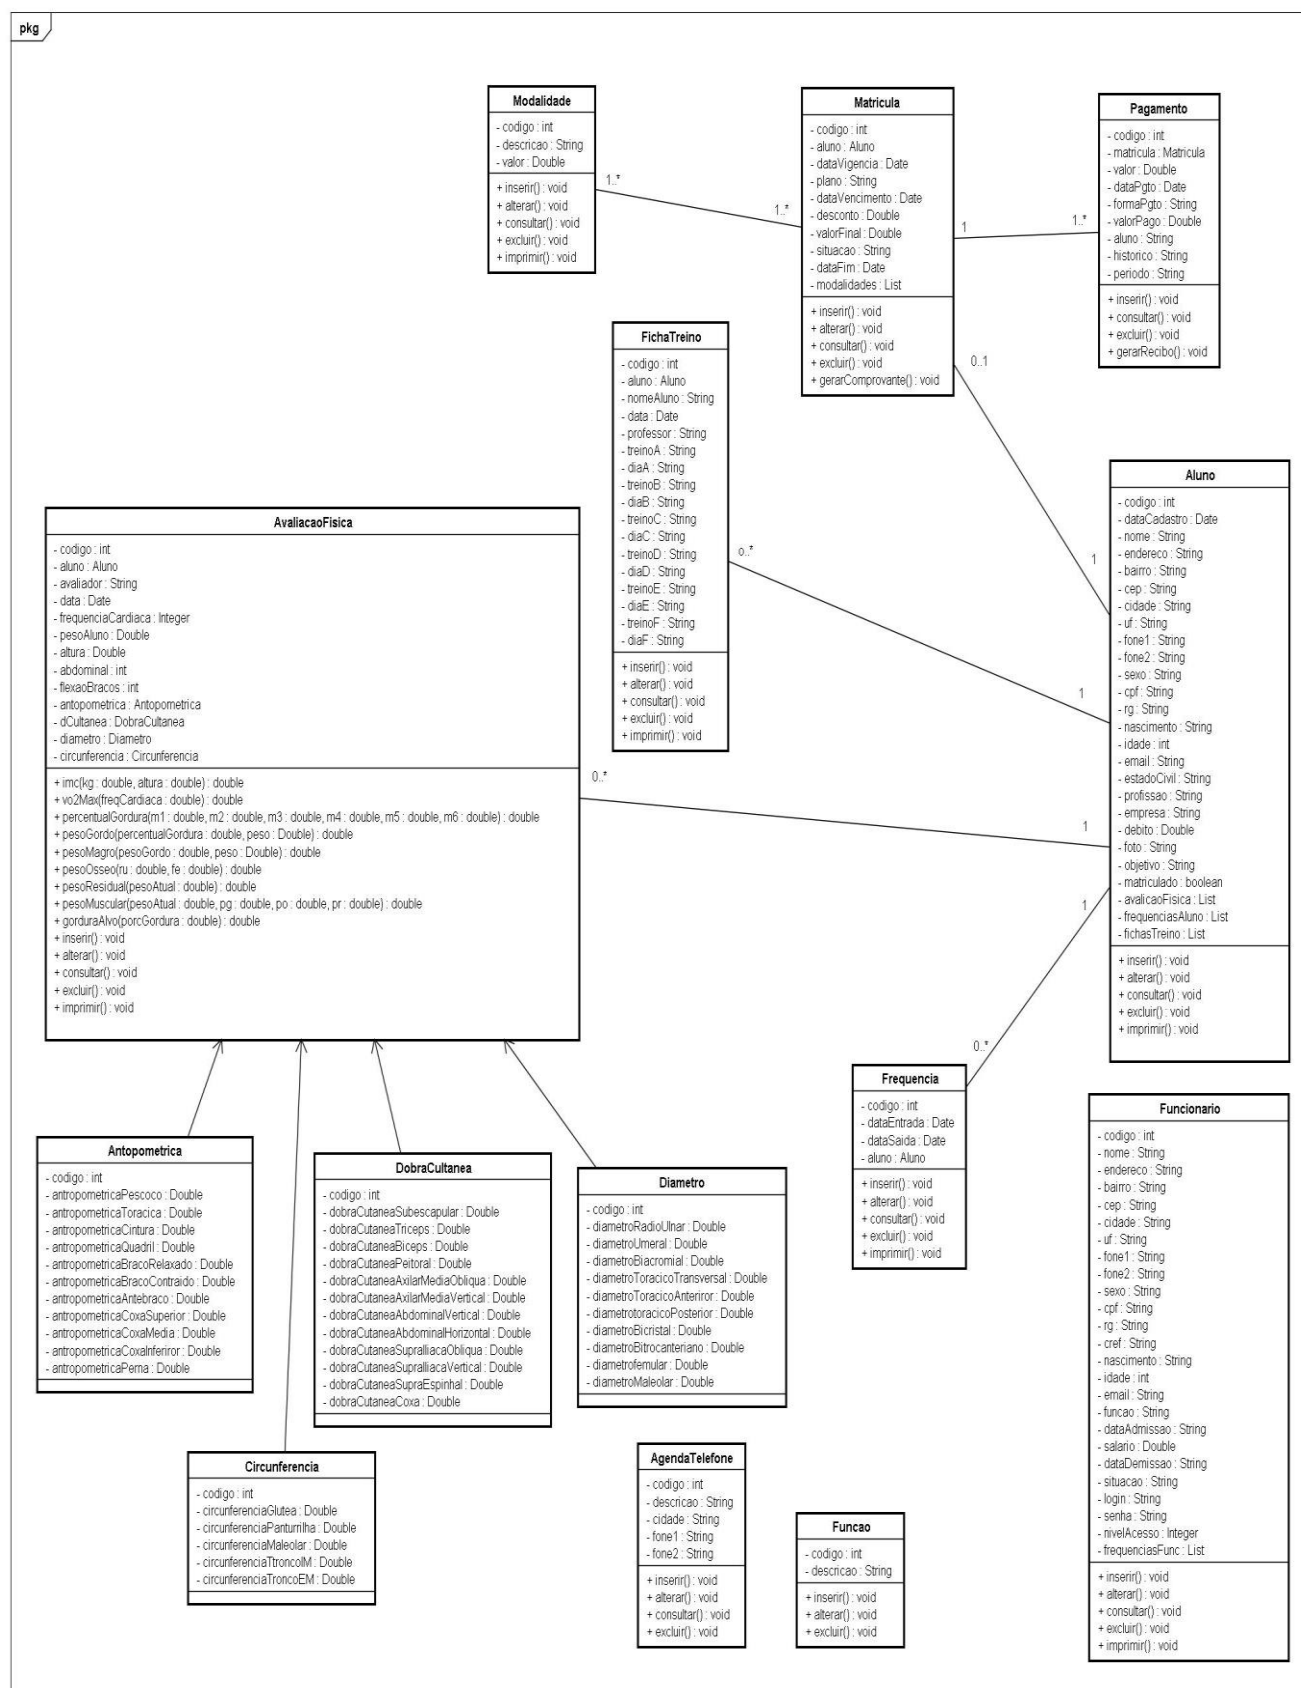 pkg
Modalidade
- codigo : int
- descricao : String
- valor : Double
+ inserir() : void
+ alterar() : void
+ consultar() : void
+ excluir() : void
+ imprimir() : void
1..*
1..*
Matricula
- codigo : int
- aluno : Aluno
- dataVigencia : Date
- plano : String
- dataVencimento : Date
- desconto : Double
- valorFinal : Double
- situacao : String
- dataFim : Date
- modalidades : List
+ inserir() : void
+ alterar() : void
+ consultar() : void
+ excluir() : void
+ gerarComprovante() : void
1
1..*
Pagamento
- codigo : int
- matricula : Matricula
- valor : Double
- dataPgto : Date
- formaPgto : String
- valorPago : Double
- aluno : String
- historico : String
- periodo : String
+ inserir() : void
+ consultar() : void
+ excluir() : void
+ gerarRecibo() : void
0..1
1
FichaTreino
- codigo : int
- aluno : Aluno
- nomeAluno : String
- data : Date
- professor : String
- treinoA : String
- diaA : String
- treinoB : String
- diaB : String
- treinoC : String
- diaC : String
- treinoD : String
- diaD : String
- treinoE : String
- diaE : String
- treinoF : String
- diaF : String
+ inserir() : void
+ alterar() : void
+ consultar() : void
+ excluir() : void
+ imprimir() : void
o..*
1
Aluno
- codigo : int
- dataCadastro : Date
- nome : String
- endereco : String
- bairro : String
- cep : String
- cidade : String
- uf : String
- fone1 : String
- fone2 : String
- sexo : String
- cpf : String
- rg : String
- nascimento : String
- idade : int
- email : String
- estadoCivil : String
- profissao : String
- empresa : String
- debito : Double
- foto : String
- objetivo : String
- matriculado : boolean
- avalicaoFisica : List
- frequenciasAluno : List
- fichasTreino : List
+ inserir() : void
+ alterar() : void
+ consultar() : void
+ excluir() : void
+ imprimir() : void
AvaliacaoFisica
- codigo : int
- aluno : Aluno
- avaliador : String
- data : Date
- frequenciaCardiaca : Integer
- pesoAluno : Double
- altura : Double
- abdominal : int
- flexaoBracos : int
- antopometrica : Antopometrica
- dCultanea : DobraCultanea
- diametro : Diametro
- circunferencia : Circunferencia
+ imc(kg : double, altura : double) : double
+ vo2Max(freqCardiaca : double) : double
+ percentualGordura(m1 : double, m2 : double, m3 : double, m4 : double, m5 : double, m6 : double) : double
+ pesoGordo(percentualGordura : double, peso : Double) : double
+ pesoMagro(pesoGordo : double, peso : Double) : double
+ pesoOsseo(ru : double, fe : double) : double
+ pesoResidual(pesoAtual : double) : double
+ pesoMuscular(pesoAtual : double, pg : double, po : double, pr : double) : double
+ gorduraAlvo(porcGordura : double) : double
+ inserir() : void
+ alterar() : void
+ consultar() : void
+ excluir() : void
+ imprimir() : void
0..*
1
1
0..*
Frequencia
- codigo : int
- dataEntrada : Date
- dataSaida : Date
- aluno : Aluno
+ inserir() : void
+ alterar() : void
+ consultar() : void
+ excluir() : void
+ imprimir() : void
Funcionario
- codigo : int
- nome : String
- endereco : String
- bairro : String
- cep : String
- cidade : String
- uf : String
- fone1 : String
- fone2 : String
- sexo : String
- cpf : String
- rg : String
- cref : String
- nascimento : String
- idade : int
- email : String
- funcao : String
- dataAdmissao : String
- salario : Double
- dataDemissao : String
- situacao : String
- login : String
- senha : String
- nivelAcesso : Integer
- frequenciasFunc : List
+ inserir() : void
+ alterar() : void
+ consultar() : void
+ excluir() : void
+ imprimir() : void
Antopometrica
- codigo : int
- antropometricaPescoco : Double
- antropometricaToracica : Double
- antropometricaCintura : Double
- antropometricaQuadril : Double
- antropometricaBracoRelaxado : Double
- antropometricaBracoContraido : Double
- antropometricaAntebraco : Double
- antropometricaCoxaSuperior : Double
- antropometricaCoxaMedia : Double
- antropometricaCoxaInferiror : Double
- antropometricaPerna : Double
DobraCultanea
- codigo : int
- dobraCutaneaSubescapular : Double
- dobraCutaneaTriceps : Double
- dobraCutaneaBiceps : Double
- dobraCutaneaPeitoral : Double
- dobraCutaneaAxilarMediaObliqua : Double
- dobraCutaneaAxilarMediaVertical : Double
- dobraCutaneaAbdominalVertical : Double
- dobraCutaneaAbdominalHorizontal : Double
- dobraCutaneaSupraIliacaObliqua : Double
- dobraCutaneaSupraIliacaVertical : Double
- dobraCutaneaSupraEspinhal : Double
- dobraCutaneaCoxa : Double
Diametro
- codigo : int
- diametroRadioUlnar : Double
- diametroUmeral : Double
- diametroBiacromial : Double
- diametroToracicoTransversal : Double
- diametroToracicoAnteriror : Double
- diametrotoracicoPosterior : Double
- diametroBicristal : Double
- diametroBitrocanteriano : Double
- diametrofemular : Double
- diametroMaleolar : Double
Circunferencia
- codigo : int
- circunferenciaGlutea : Double
- circunferenciaPanturrilha : Double
- circunferenciaMaleolar : Double
- circunferenciaTtroncoIM : Double
- circunferenciaTroncoEM : Double
AgendaTelefone
- codigo : int
- descricao : String
- cidade : String
- fone1 : String
- fone2 : String
+ inserir() : void
+ alterar() : void
+ consultar() : void
+ excluir() : void
Funcao
- codigo : int
- descricao : String
+ inserir() : void
+ alterar() : void
+ excluir() : void